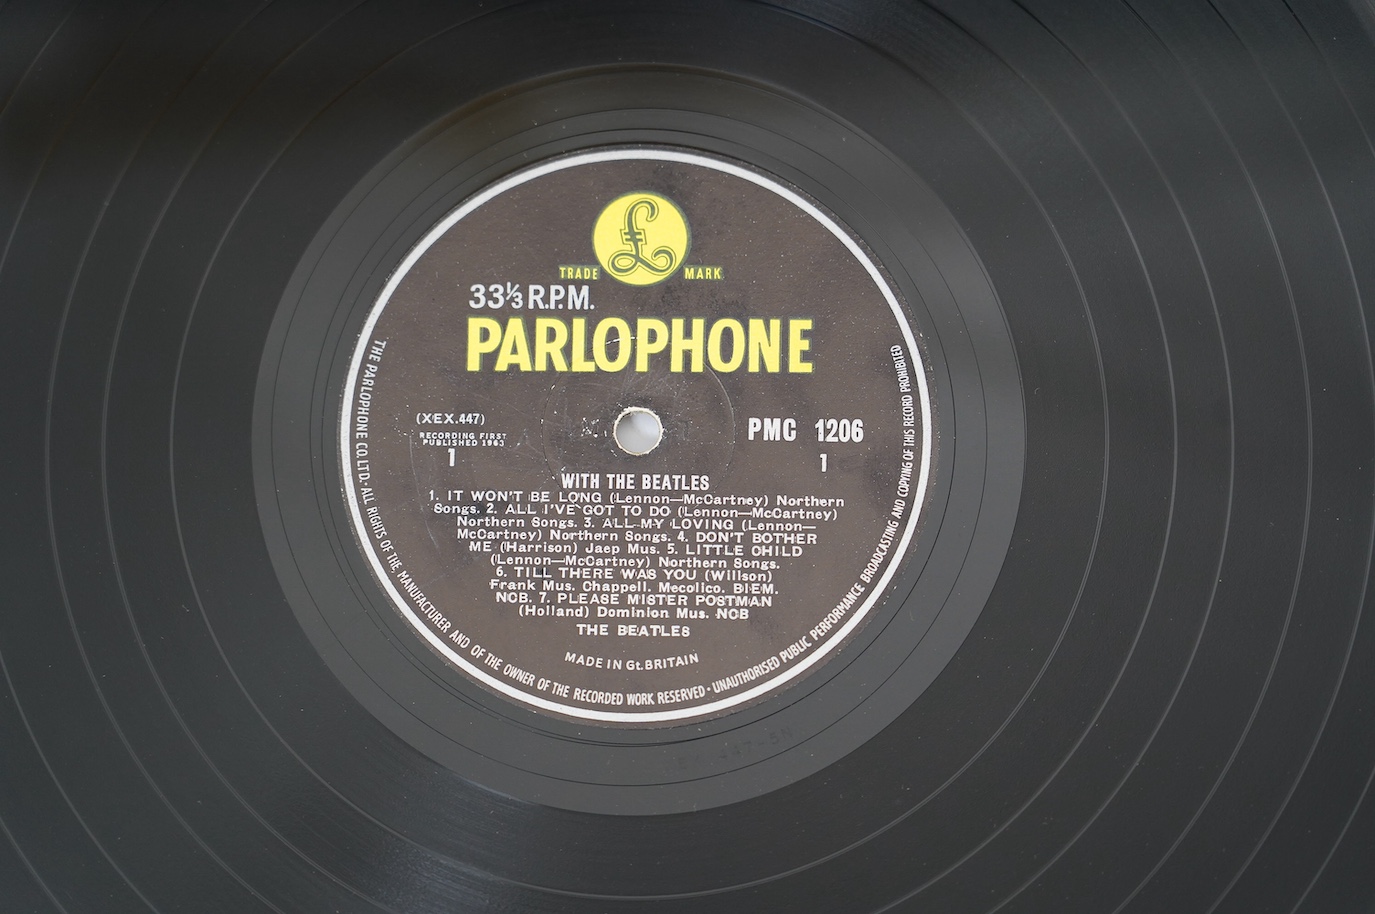 £
TRADE MARK
33⅓ R.P.M.
PARLOPHONE
(XEX.447)
RECORDING FIRST
PUBLISHED 1963
1
PMC 1206
1
WITH THE BEATLES
1. IT WON'T BE LONG (Lennon—McCartney) Northern
Songs. 2. ALL I'VE GOT TO DO (Lennon—McCartney)
Northern Songs. 3. ALL MY LOVING (Lennon—
McCartney) Northern Songs. 4. DON'T BOTHER
ME (Harrison) Jaep Mus. 5. LITTLE CHILD
(Lennon—McCartney) Northern Songs.
6. TILL THERE WAS YOU (Willson)
Frank Mus. Chappell. Mecolico. BIEM.
NCB. 7. PLEASE MISTER POSTMAN
(Holland) Dominion Mus. NCB
THE BEATLES
MADE IN Gt. BRITAIN
THE PARLOPHONE CO. LTD · ALL RIGHTS OF THE MANUFACTURER AND OF THE OWNER OF THE RECORDED WORK RESERVED · UNAUTHORISED PUBLIC PERFORMANCE BROADCASTING AND COPYING OF THIS RECORD PROHIBITED